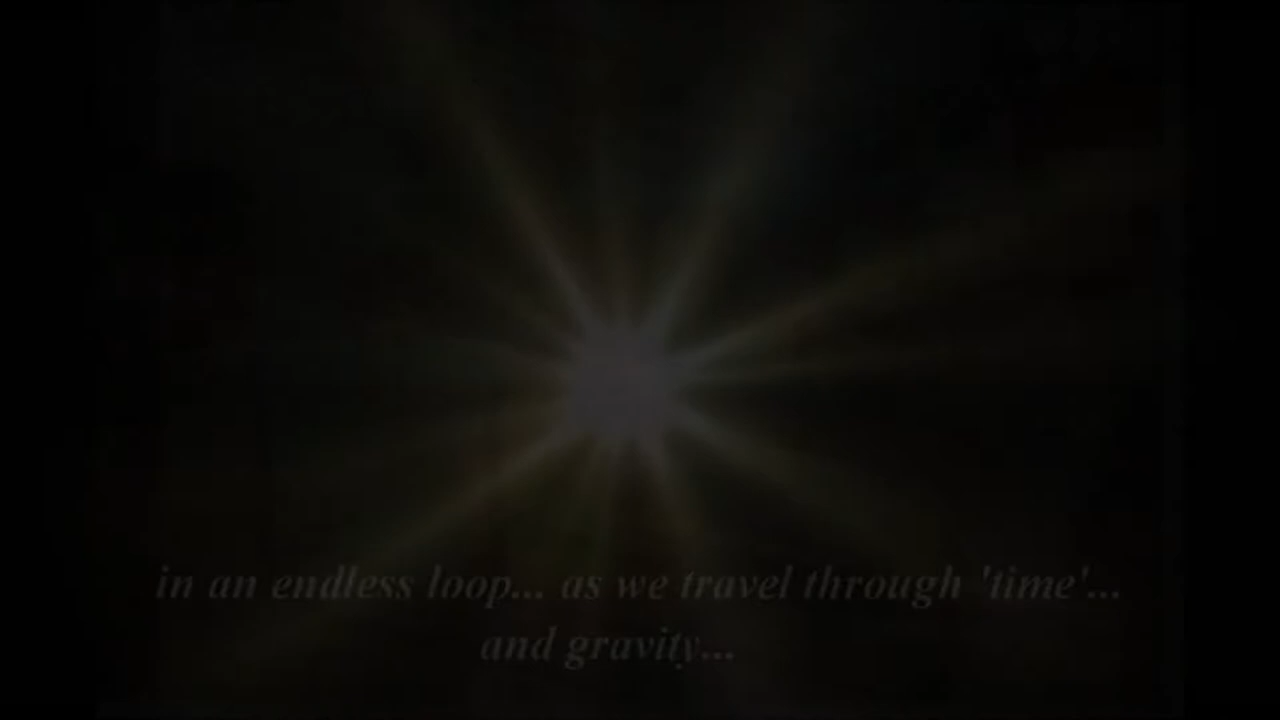 in an endless loop... as we travel through 'time'...
and gravity...